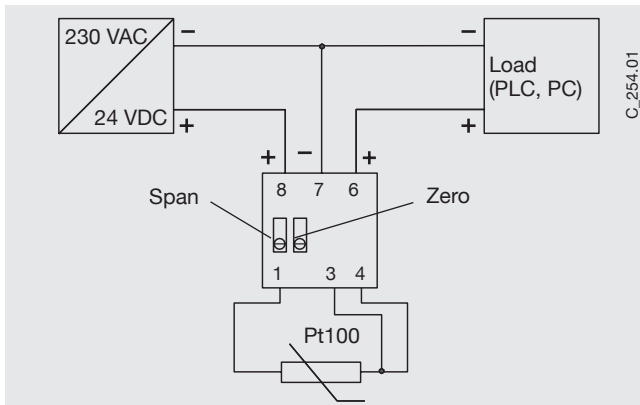 230 VAC
24 VDC
−
+
−
+
Load
(PLC, PC)
C_254.01
+
−
+
8 7 6
Span
Zero
1 3 4
Pt100